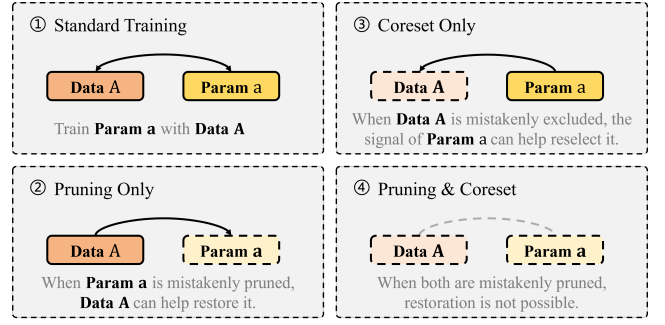 ① Standard Training
Data A
Param a
Train Param a with Data A
② Pruning Only
Data A
Param a
When Param a is mistakenly pruned,
Data A can help restore it.
③ Coreset Only
Data A
Param a
When Data A is mistakenly excluded, the
signal of Param a can help reselect it.
④ Pruning & Coreset
Data A
Param a
When both are mistakenly pruned,
restoration is not possible.